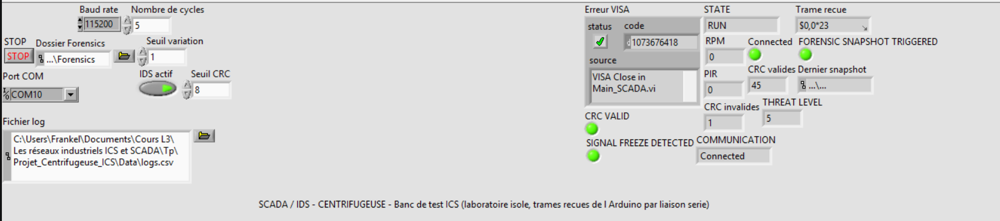 Baud rate
115200
Nombre de cycles
5
STOP
STOP
Dossier Forensics
...\Forensics
Seuil variation
1
Port COM
COM10
IDS actif
Seuil CRC
8
Fichier log
C:\Users\Frankel\Documents\Cours L3\
Les réseaux industriels ICS et SCADA\Tp\
Projet_Centrifugeuse_ICS\Data\logs.csv
Erreur VISA
status
code
d 1073676418
source
VISA Close in
Main_SCADA.vi
CRC VALID
SIGNAL FREEZE DETECTED
STATE
RUN
RPM
0
PIR
0
CRC invalides
1
COMMUNICATION
Connected
Trame recue
$0,0*23
Connected
FORENSIC SNAPSHOT TRIGGERED
CRC valides
45
Dernier snapshot
...\...
THREAT LEVEL
5
SCADA / IDS - CENTRIFUGEUSE - Banc de test ICS (laboratoire isole, trames recues de l Arduino par liaison serie)